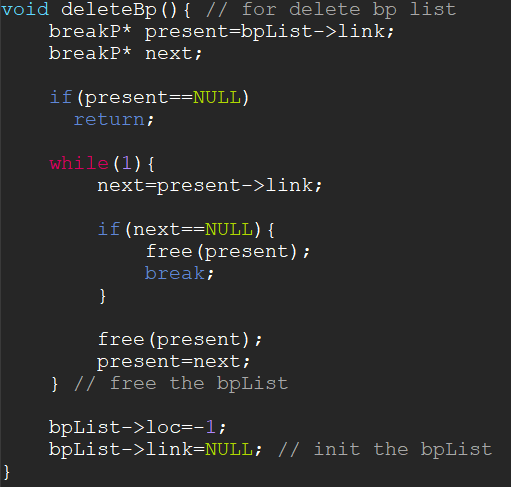 void deleteBp(){ // for delete bp list
    breakP* present=bpList->link;
    breakP* next;

    if(present==NULL)
      return;

    while(1){
        next=present->link;

        if(next==NULL){
            free(present);
            break;
        }

        free(present);
        present=next;
    } // free the bpList

    bpList->loc=-1;
    bpList->link=NULL; // init the bpList
}